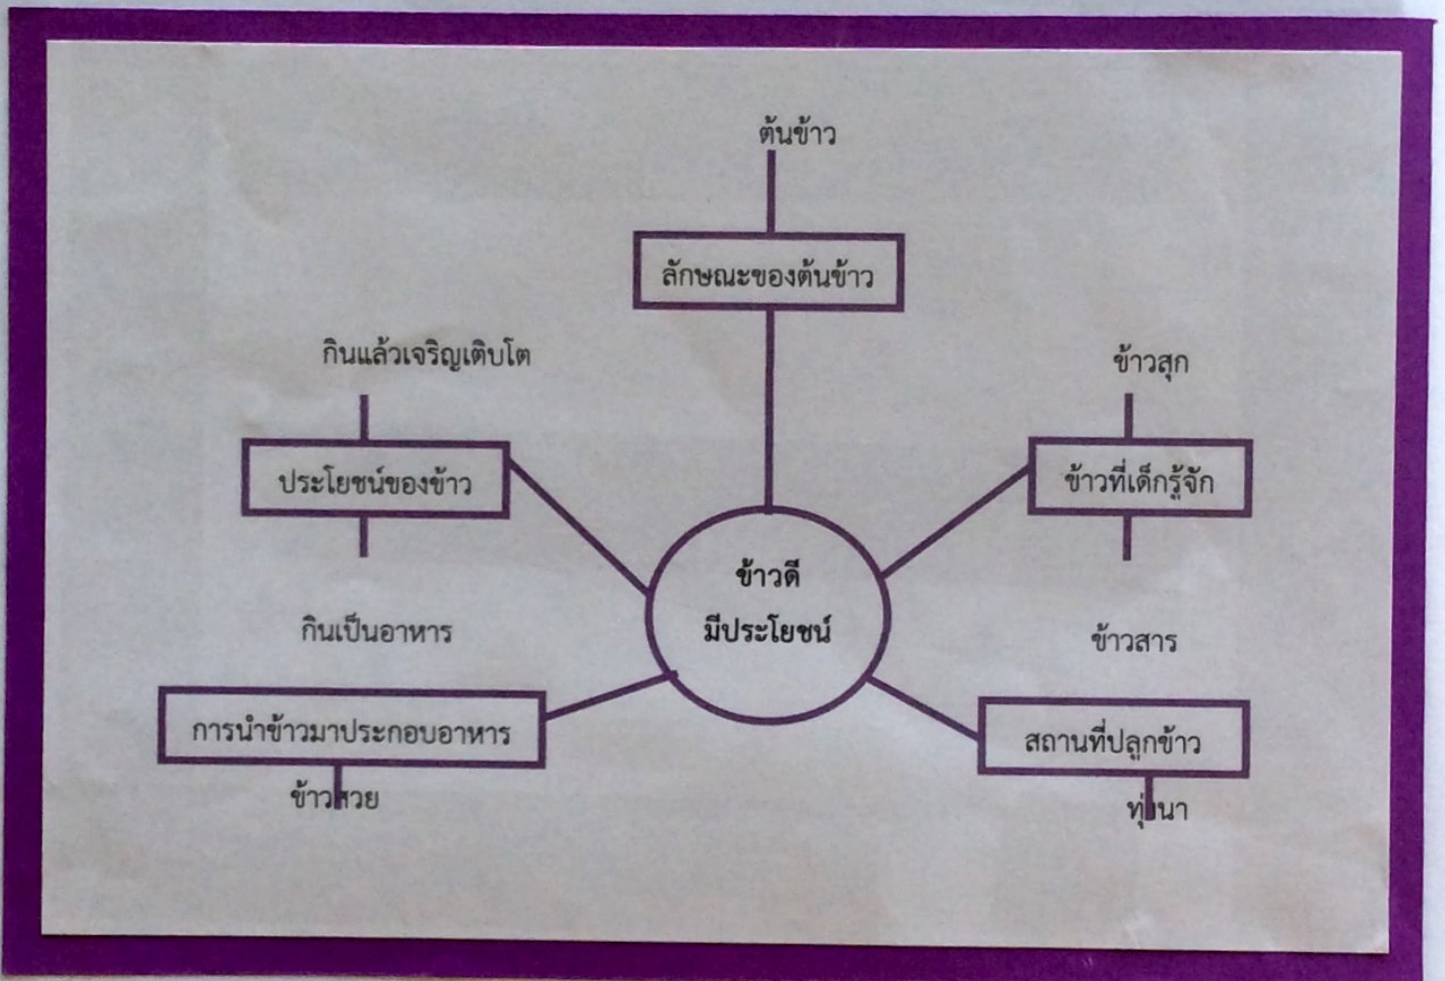 ต้นข้าว
ลักษณะของต้นข้าว
กินแล้วเจริญเติบโต
ข้าวสุก
ประโยชน์ของข้าว
ข้าวที่เด็กรู้จัก
ข้าวดี
มีประโยชน์
กินเป็นอาหาร
ข้าวสาร
การนำข้าวมาประกอบอาหาร
สถานที่ปลูกข้าว
ข้าวสวย
ทุ่งนา